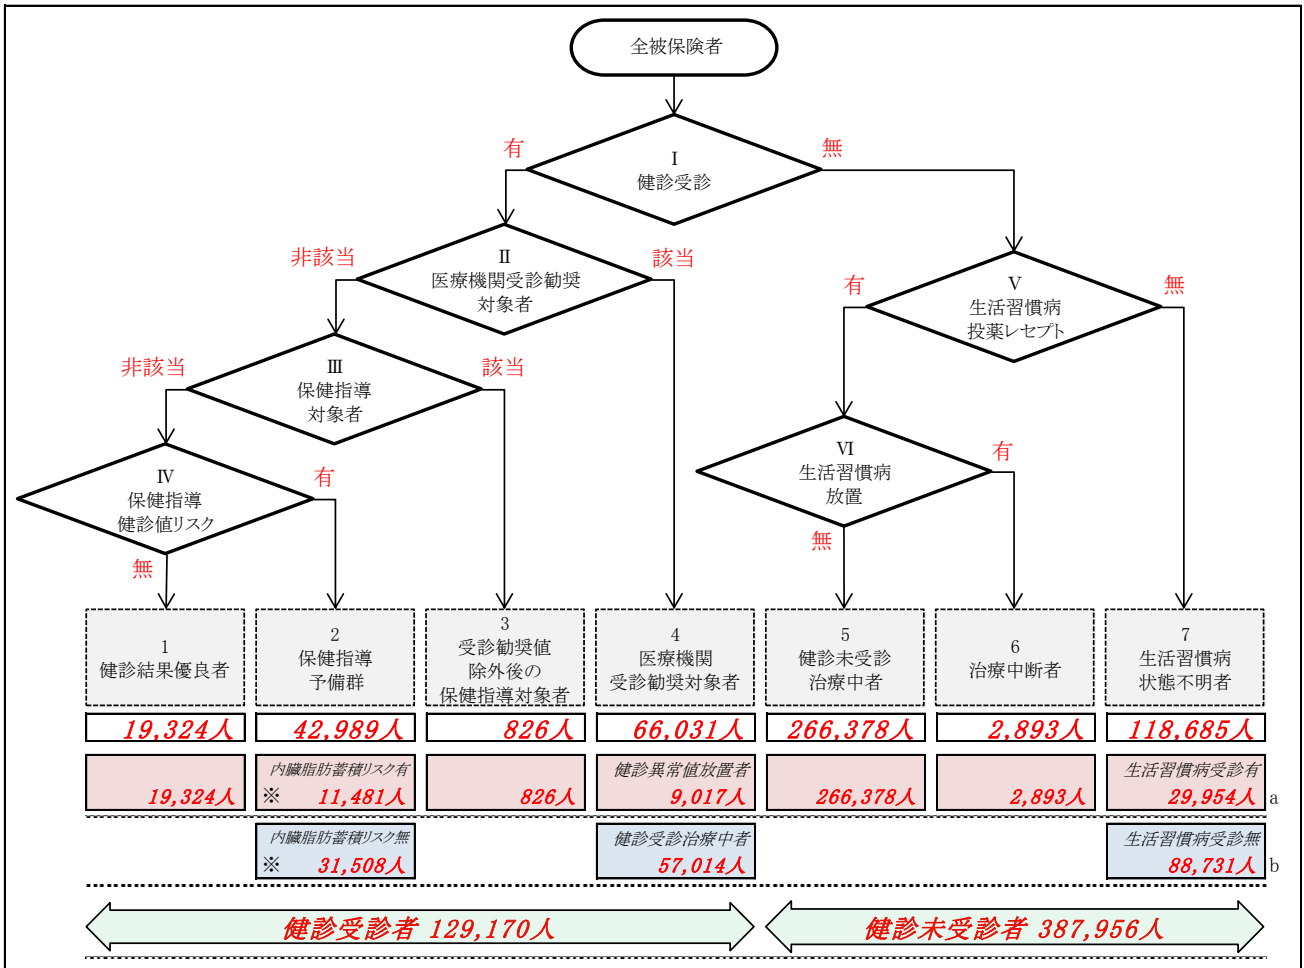 全被保険者
Ⅰ
健診受診
有
無
Ⅱ
医療機関受診勧奨
対象者
非該当
該当
Ⅴ
生活習慣病
投薬レセプト
有
無
Ⅲ
保健指導
対象者
非該当
該当
Ⅵ
生活習慣病
放置
有
無
Ⅳ
保健指導
健診値リスク
有
無
1
健診結果優良者
2
保健指導
予備群
3
受診勧奨値
除外後の
保健指導対象者
4
医療機関
受診勧奨対象者
5
健診未受診
治療中者
6
治療中断者
7
生活習慣病
状態不明者
19,324人
42,989人
826人
66,031人
266,378人
2,893人
118,685人
19,324人
内臓脂肪蓄積リスク有
※ 11,481人
826人
健診異常値放置者
9,017人
266,378人
2,893人
生活習慣病受診有
29,954人
a
内臓脂肪蓄積リスク無
※ 31,508人
健診受診治療中者
57,014人
生活習慣病受診無
88,731人
b
健診受診者 129,170人
健診未受診者 387,956人